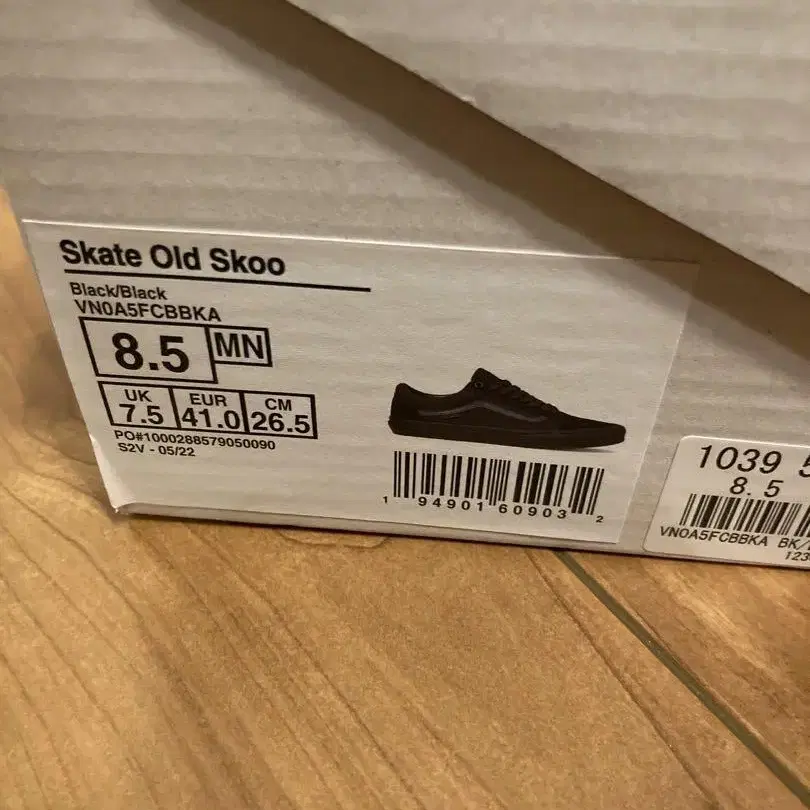 Skate Old Skoo
Black/Black
VN0A5FCBBKA
8.5 MN
UK EUR CM
7.5 41.0 26.5
PO#1000288579050090
S2V - 05/22
1 94901 60903 2
1039
8.5
VN0A5FCBBKA
123